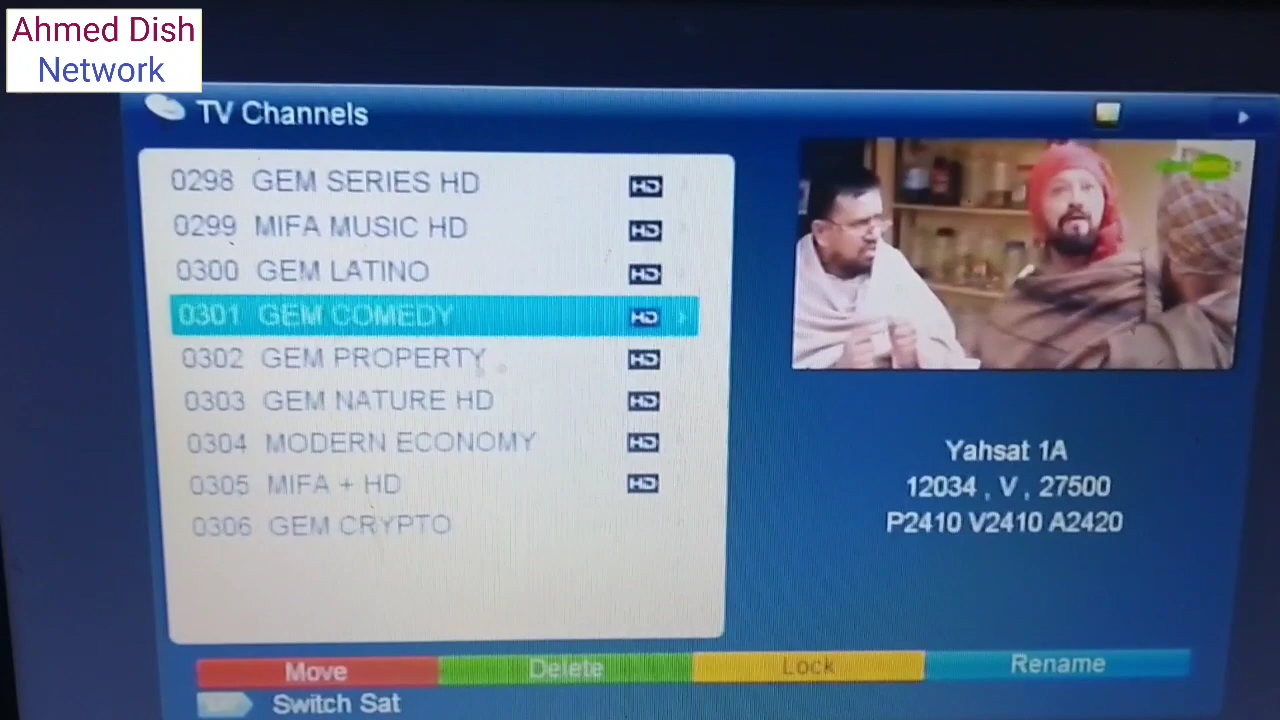 Ahmed Dish
Network
TV Channels
0298 GEM SERIES HD HD
0299 MIFA MUSIC HD HD
0300 GEM LATINO HD
0301 GEM COMEDY HD
0302 GEM PROPERTY HD
0303 GEM NATURE HD HD
0304 MODERN ECONOMY HD
0305 MIFA + HD HD
0306 GEM CRYPTO
Yahsat 1A
12034 , V , 27500
P2410 V2410 A2420
Move Delete Lock Rename
Switch Sat